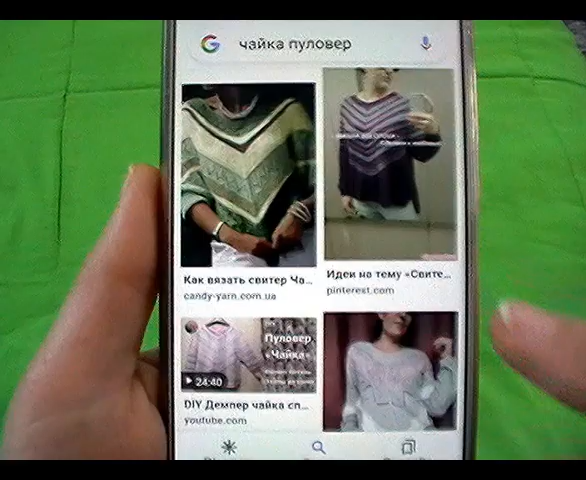 чайка пуловер
Как вязать свитер Ча...
candy-yarn.com.ua
Идеи на тему «Свите...
pinterest.com
Пуловер
«Чайка»
24:40
DIY Демпер чайка сп...
youtube.com